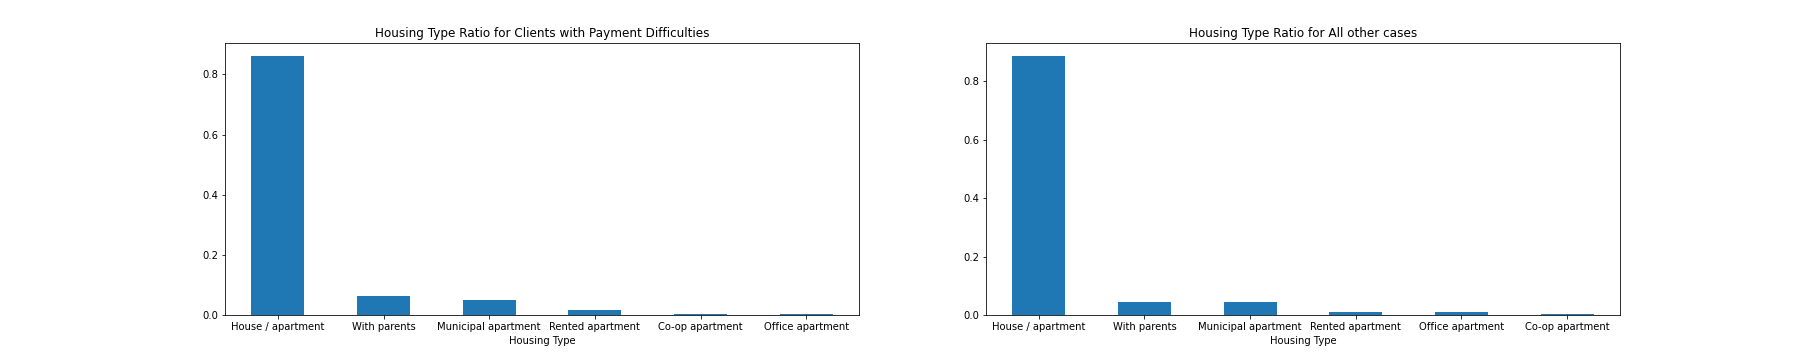 Housing Type Ratio for Clients with Payment Difficulties
0.8
0.6
0.4
0.2
0.0
House / apartment With parents Municipal apartment Rented apartment Co-op apartment Office apartment
Housing Type
Housing Type Ratio for All other cases
0.8
0.6
0.4
0.2
0.0
House / apartment With parents Municipal apartment Rented apartment Office apartment Co-op apartment
Housing Type